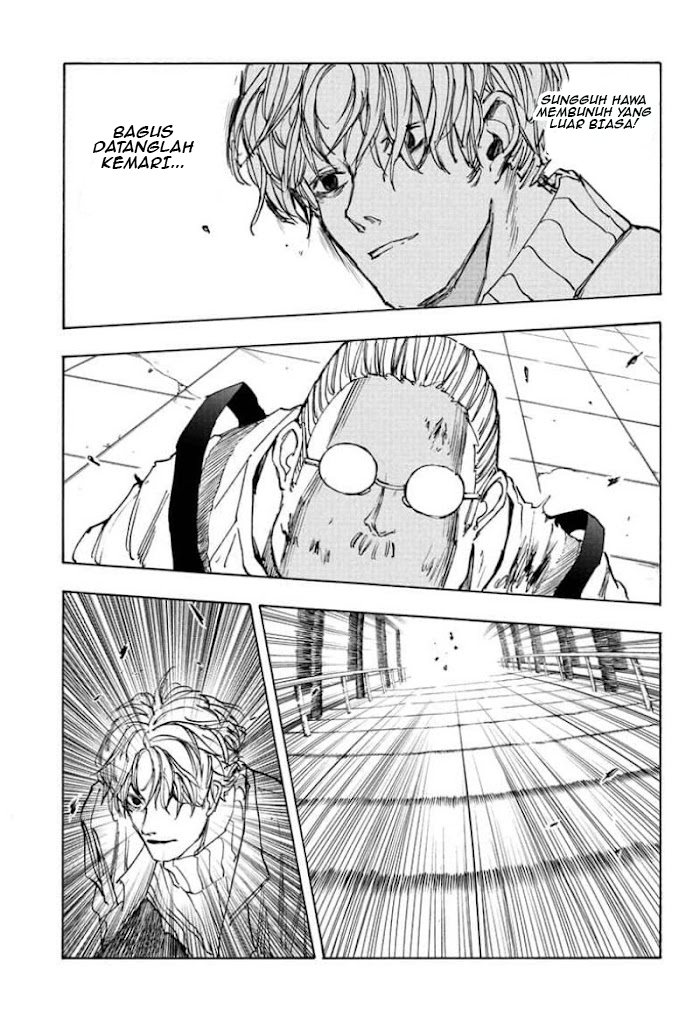 SUNGGUH HAWA
MEMBUNUH YANG
LUAR BIASA!
BAGUS
DATANGLAH
KEMARI...